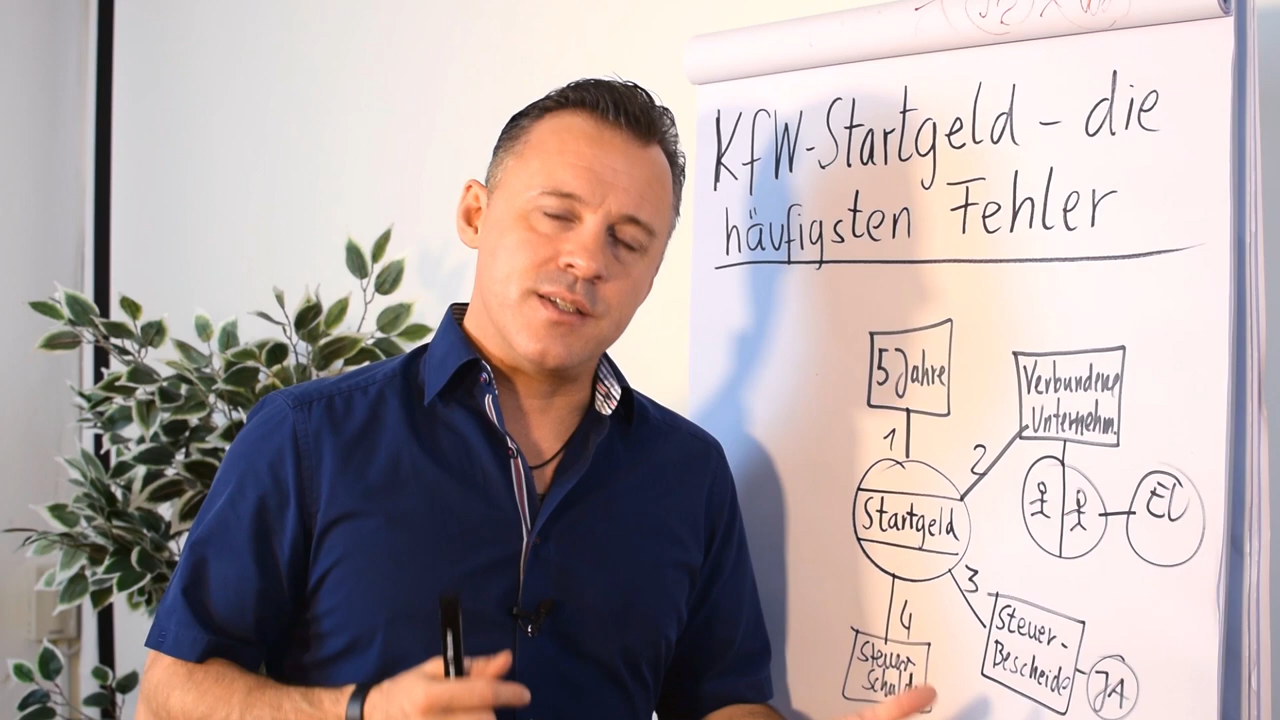 KfW-Startgeld - die
häufigsten Fehler
5 Jahre
Verbundene
Unternehm.
1
2
EU
Startgeld
3
4
Steuer-
Bescheide
JA
Steuer
Schuld